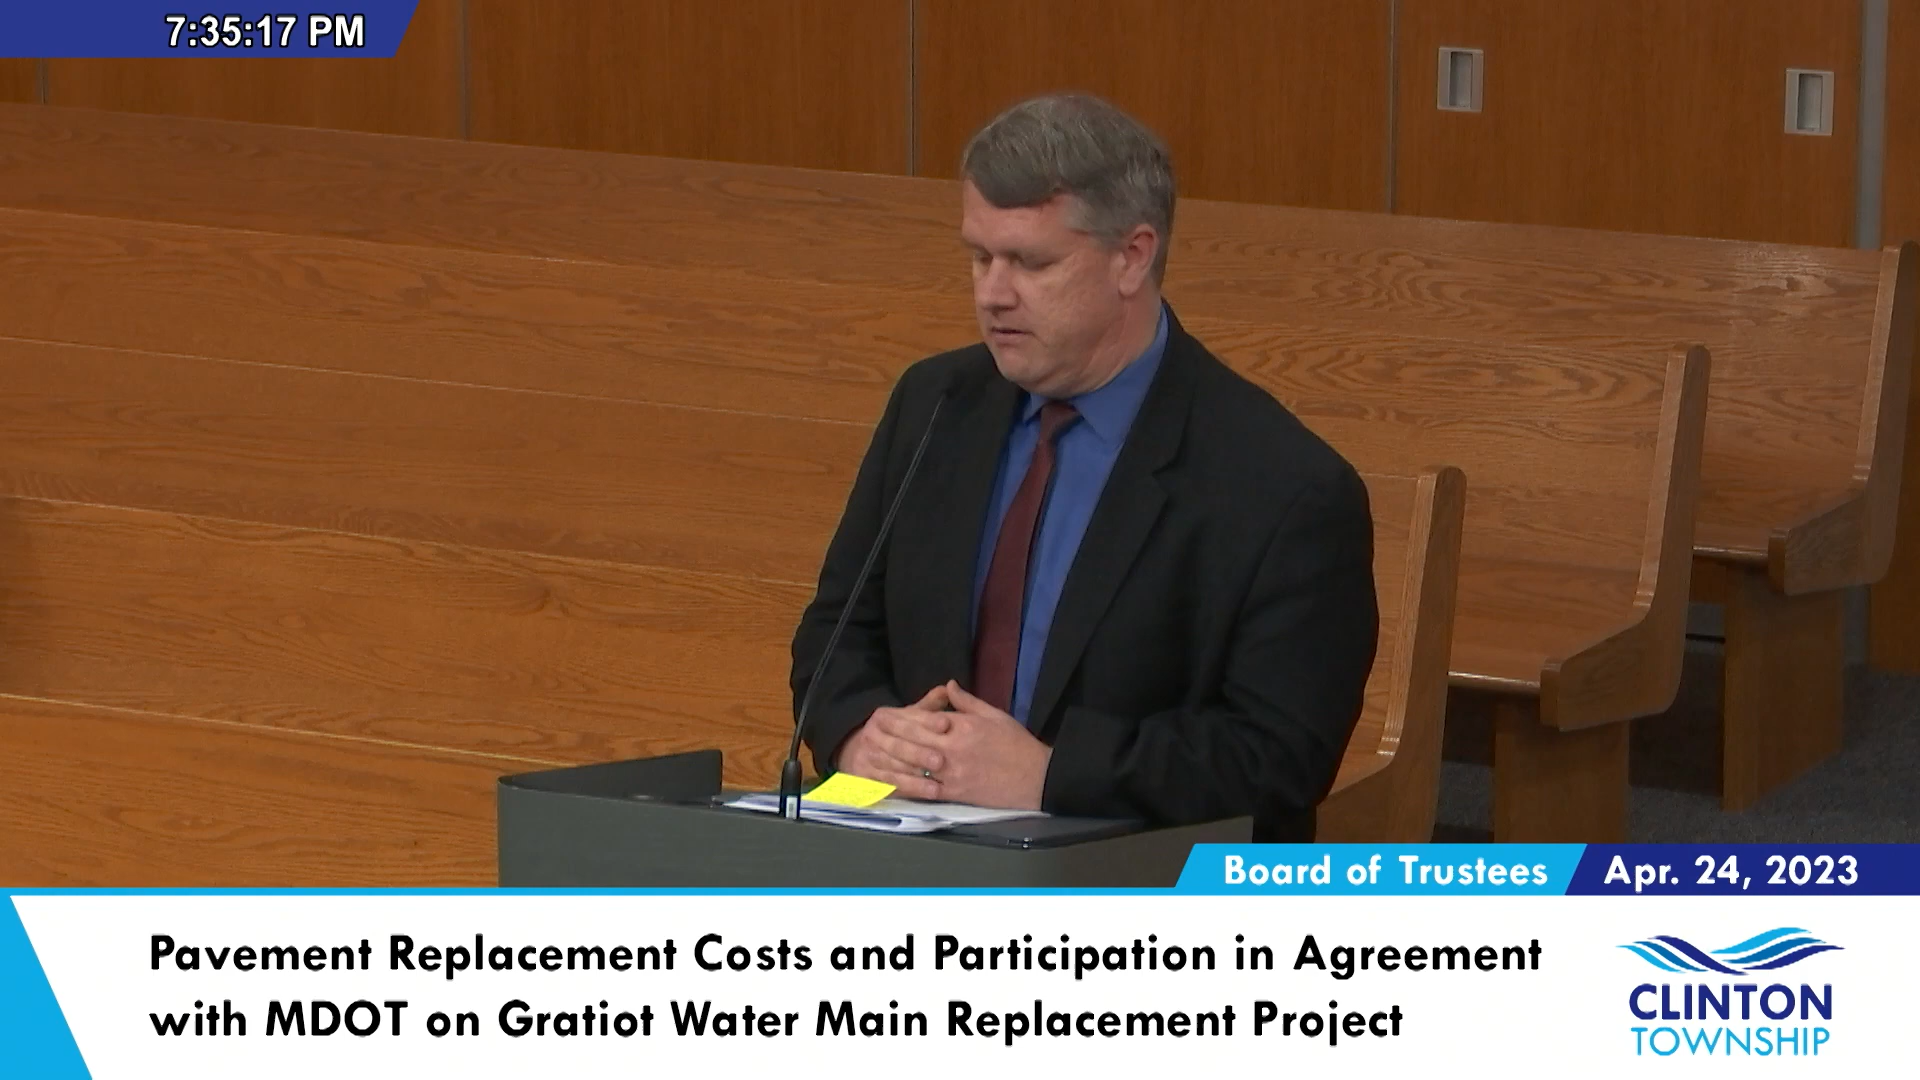 7:35:17 PM
Board of Trustees
Apr. 24, 2023
Pavement Replacement Costs and Participation in Agreement
with MDOT on Gratiot Water Main Replacement Project
CLINTON
TOWNSHIP